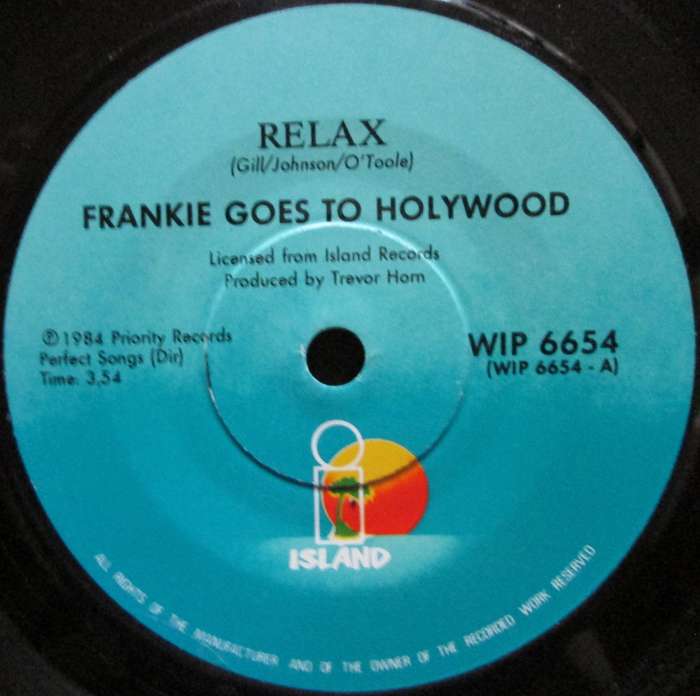 RELAX
(Gill/Johnson/O'Toole)
FRANKIE GOES TO HOLYWOOD
Licensed from Island Records
Produced by Trevor Horn
℗ 1984 Priority Records
Perfect Songs (Dir)
Time: 3,54
WIP 6654
(WIP 6654 - A)
ISLAND
ALL RIGHTS OF THE MANUFACTURER AND OF THE OWNER OF THE RECORDED WORK RESERVED